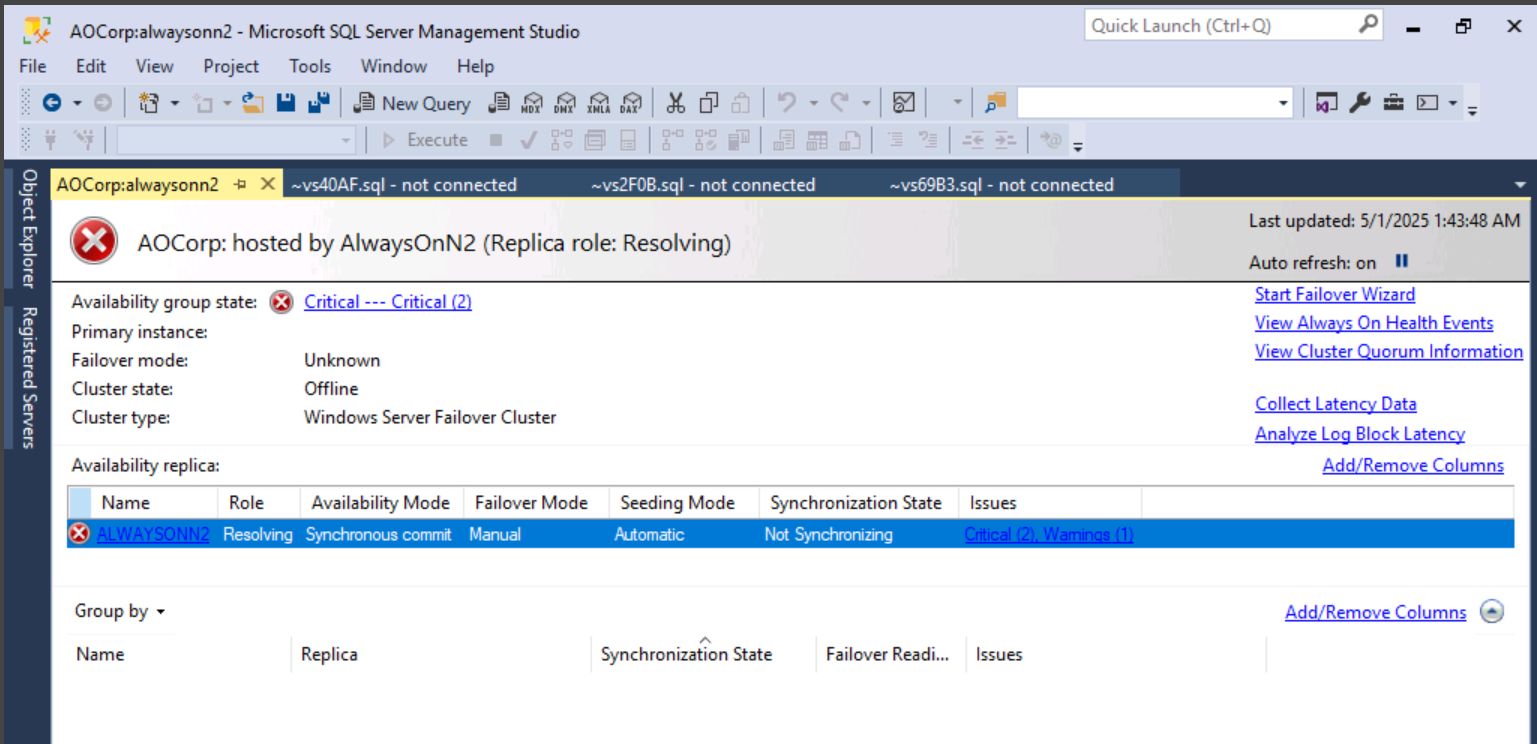 AOCorp:alwaysonn2 - Microsoft SQL Server Management Studio
Quick Launch (Ctrl+Q)
File Edit View Project Tools Window Help
New Query MDX DMX XMLA DAX
Execute
Object Explorer
Registered Servers
AOCorp:alwaysonn2 ~vs40AF.sql - not connected ~vs2F0B.sql - not connected ~vs69B3.sql - not connected
AOCorp: hosted by AlwaysOnN2 (Replica role: Resolving)
Last updated: 5/1/2025 1:43:48 AM
Auto refresh: on
Availability group state: Critical --- Critical (2)
Primary instance:
Failover mode: Unknown
Cluster state: Offline
Cluster type: Windows Server Failover Cluster
Start Failover Wizard
View Always On Health Events
View Cluster Quorum Information
Collect Latency Data
Analyze Log Block Latency
Availability replica: Add/Remove Columns
Name Role Availability Mode Failover Mode Seeding Mode Synchronization State Issues
ALWAYSONN2 Resolving Synchronous commit Manual Automatic Not Synchronizing Critical (2), Warnings (1)
Group by Add/Remove Columns
Name Replica Synchronization State Failover Readi... Issues